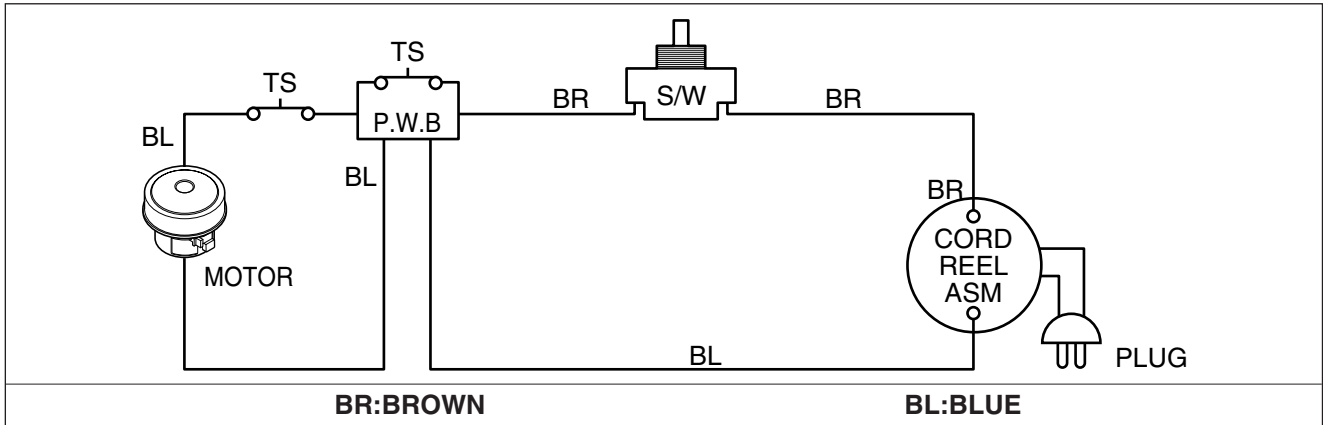 TS
TS
BR
S/W
BR
P.W.B
BL
BL
BR
CORD
REEL
ASM
MOTOR
BL
PLUG
BR:BROWN
BL:BLUE